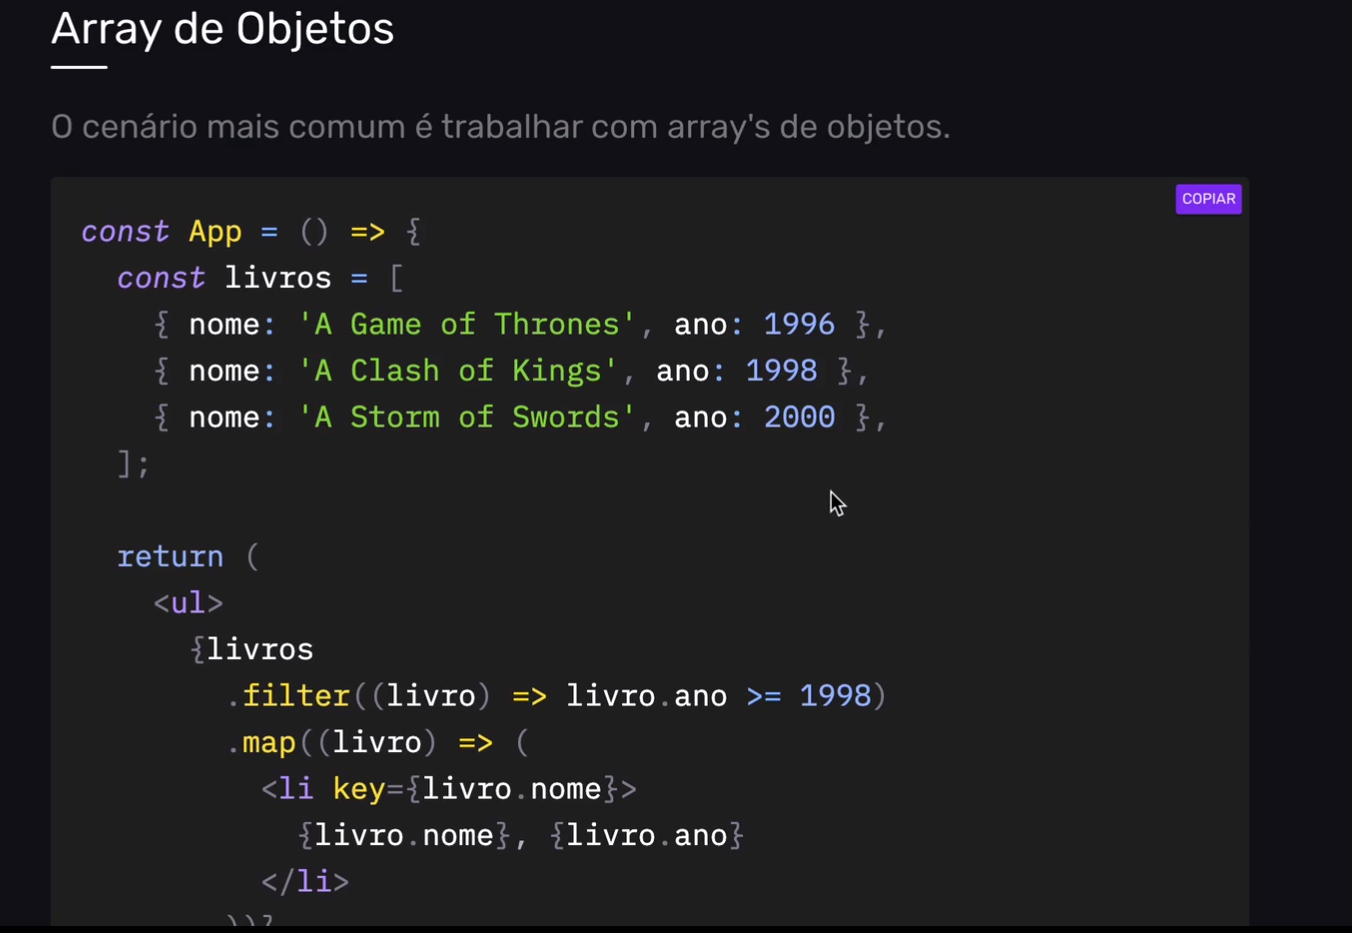 Array de Objetos
O cenário mais comum é trabalhar com array's de objetos.
COPIAR
const App = () => {
  const livros = [
    { nome: 'A Game of Thrones', ano: 1996 },
    { nome: 'A Clash of Kings', ano: 1998 },
    { nome: 'A Storm of Swords', ano: 2000 },
  ];
  return (
    <ul>
      {livros
        .filter((livro) => livro.ano >= 1998)
        .map((livro) => (
          <li key={livro.nome}>
            {livro.nome}, {livro.ano}
          </li>
        ))}